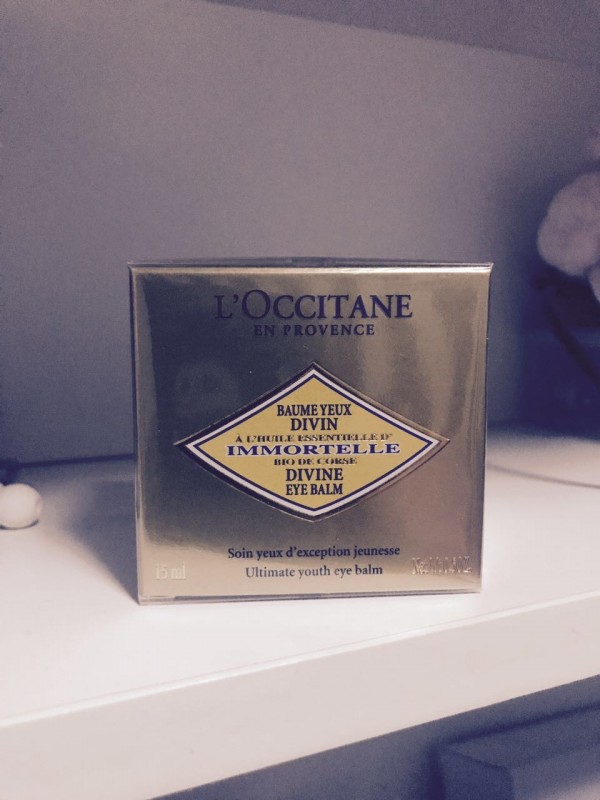 L'OCCITANE
EN PROVENCE
BAUME YEUX
DIVIN
À L'HUILE ESSENTIELLE D'
IMMORTELLE
BIO DE CORSE
DIVINE
EYE BALM
Soin yeux d'exception jeunesse
Ultimate youth eye balm
15 ml